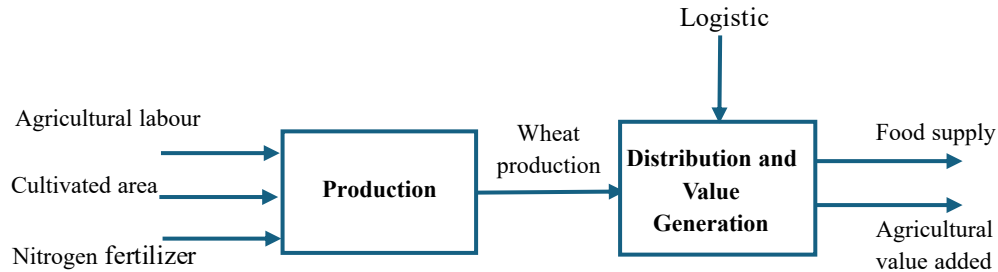 Logistic
Agricultural labour
Cultivated area
Nitrogen fertilizer
Production
Wheat
production
Distribution and
Value
Generation
Food supply
Agricultural
value added